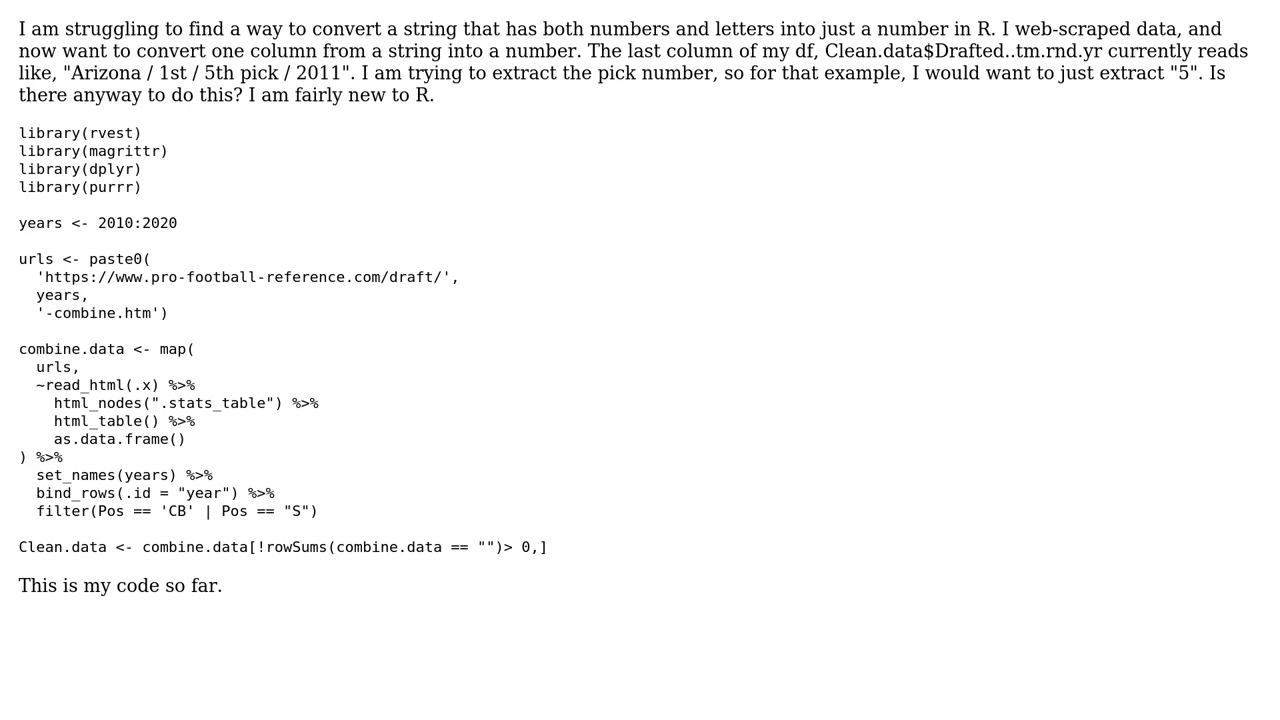 I am struggling to find a way to convert a string that has both numbers and letters into just a number in R. I web-scraped data, and
now want to convert one column from a string into a number. The last column of my df, Clean.data$Drafted..tm.rnd.yr currently reads
like, "Arizona / 1st / 5th pick / 2011". I am trying to extract the pick number, so for that example, I would want to just extract "5". Is
there anyway to do this? I am fairly new to R.
library(rvest)
library(magrittr)
library(dplyr)
library(purrr)
years <- 2010:2020
urls <- paste0(
  'https://www.pro-football-reference.com/draft/',
  years,
  '-combine.htm')
combine.data <- map(
  urls,
  ~read_html(.x) %>%
    html_nodes(".stats_table") %>%
    html_table() %>%
    as.data.frame()
) %>%
  set_names(years) %>%
  bind_rows(.id = "year") %>%
  filter(Pos == 'CB' | Pos == "S")
Clean.data <- combine.data[!rowSums(combine.data == "")> 0,]
This is my code so far.